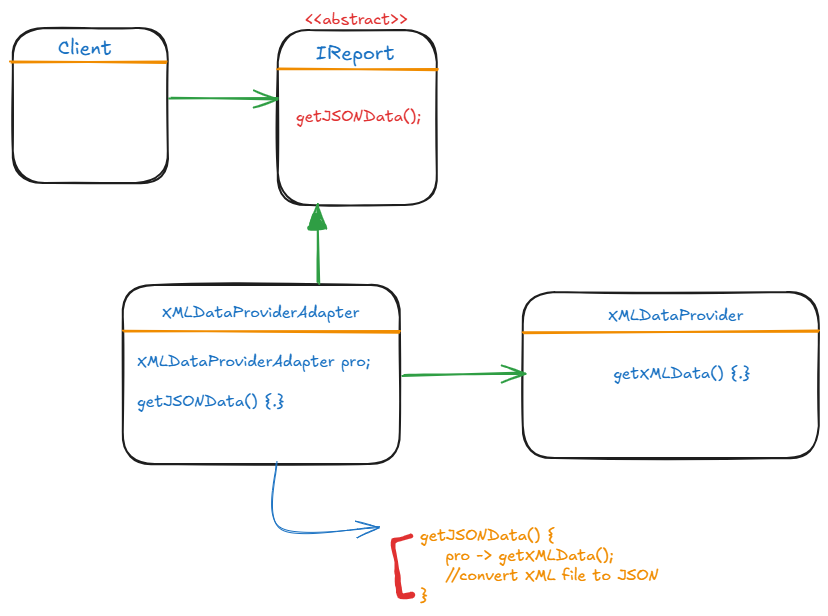 <<abstract>>
Client
IReport
getJSONData();
XMLDataProviderAdapter
XMLDataProviderAdapter pro;
getJSONData() {.}
XMLDataProvider
getXMLData() {.}
getJSONData() {
pro -> getXMLData();
//convert XML file to JSON
}